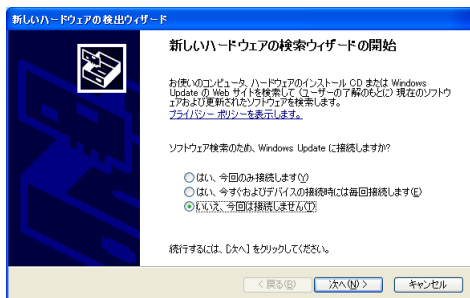 新しいハードウェアの検出ウィザード
新しいハードウェアの検索ウィザードの開始
お使いのコンピュータ、ハードウェアのインストール CD または Windows
Update の Web サイトを検索して (ユーザーの了解のもとに) 現在のソフトウ
ェアおよび更新されたソフトウェアを検索します。
プライバシー ポリシーを表示します。
ソフトウェア検索のため、Windows Update に接続しますか?
はい、今回のみ接続します(Y)
はい、今すぐおよびデバイスの接続時には毎回接続します(E)
いいえ、今回は接続しません(T)
続行するには、[次へ] をクリックしてください。
< 戻る(B)
次へ(N) >
キャンセル